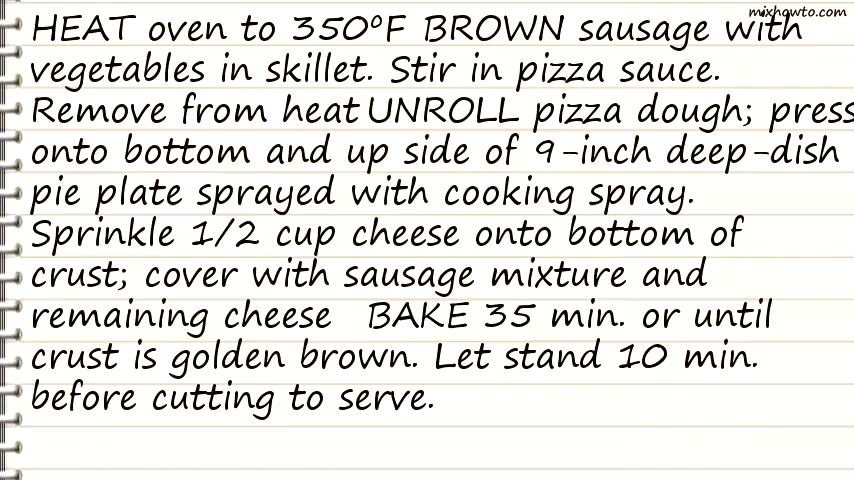 mixhowto.com
HEAT oven to 350ºF BROWN sausage with
vegetables in skillet. Stir in pizza sauce.
Remove from heat UNROLL pizza dough; press
onto bottom and up side of 9-inch deep-dish
pie plate sprayed with cooking spray.
Sprinkle 1/2 cup cheese onto bottom of
crust; cover with sausage mixture and
remaining cheese BAKE 35 min. or until
crust is golden brown. Let stand 10 min.
before cutting to serve.